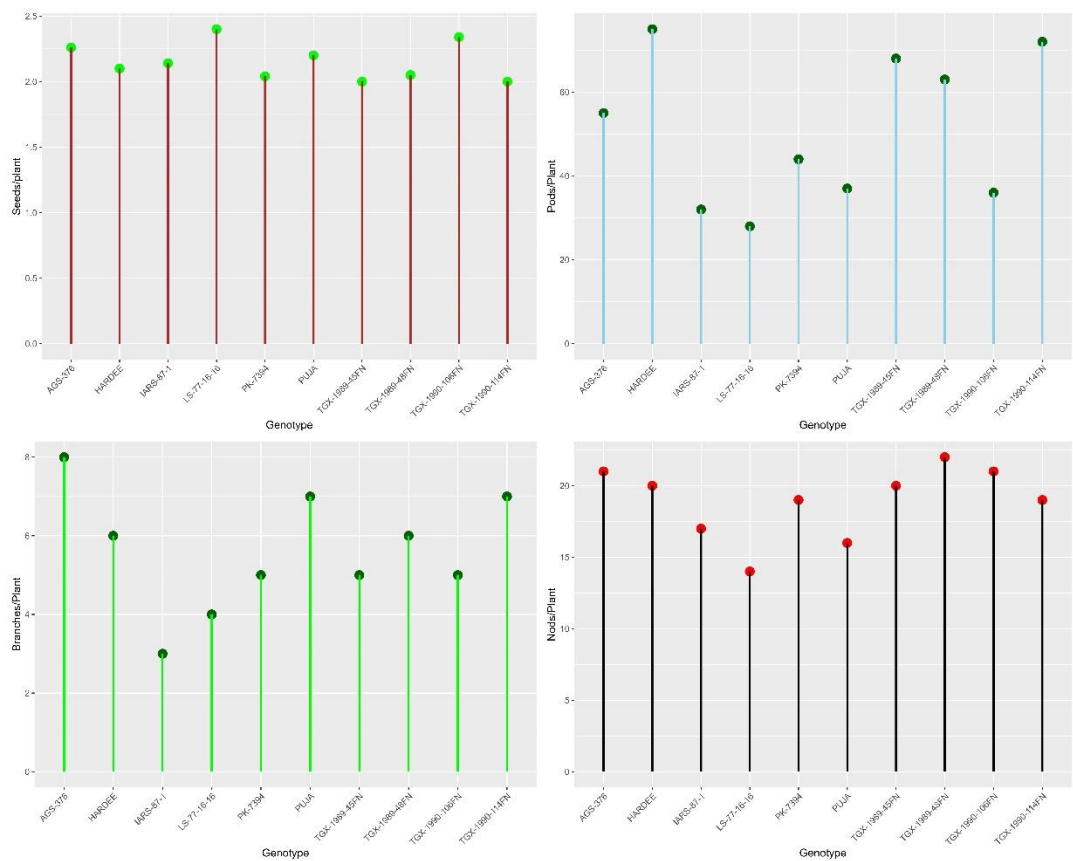 Seeds/plant
2.5
2.0
1.5
1.0
0.5
0.0
AGS-376
HARDEE
IARS-87-1
LS-77-16-16
PK-7394
PUJA
TGX-1989-45FN
TGX-1989-48FN
TGX-1990-106FN
TGX-1990-114FN
Genotype
Pods/Plant
60
40
20
0
AGS-376
HARDEE
IARS-87-1
LS-77-16-16
PK-7394
PUJA
TGX-1989-45FN
TGX-1989-48FN
TGX-1990-106FN
TGX-1990-114FN
Genotype
Branches/Plant
8
6
4
2
0
AGS-376
HARDEE
IARS-87-1
LS-77-16-16
PK-7394
PUJA
TGX-1989-45FN
TGX-1989-48FN
TGX-1990-106FN
TGX-1990-114FN
Genotype
Nods/Plant
20
15
10
5
0
AGS-376
HARDEE
IARS-87-1
LS-77-16-16
PK-7394
PUJA
TGX-1989-45FN
TGX-1989-48FN
TGX-1990-106FN
TGX-1990-114FN
Genotype